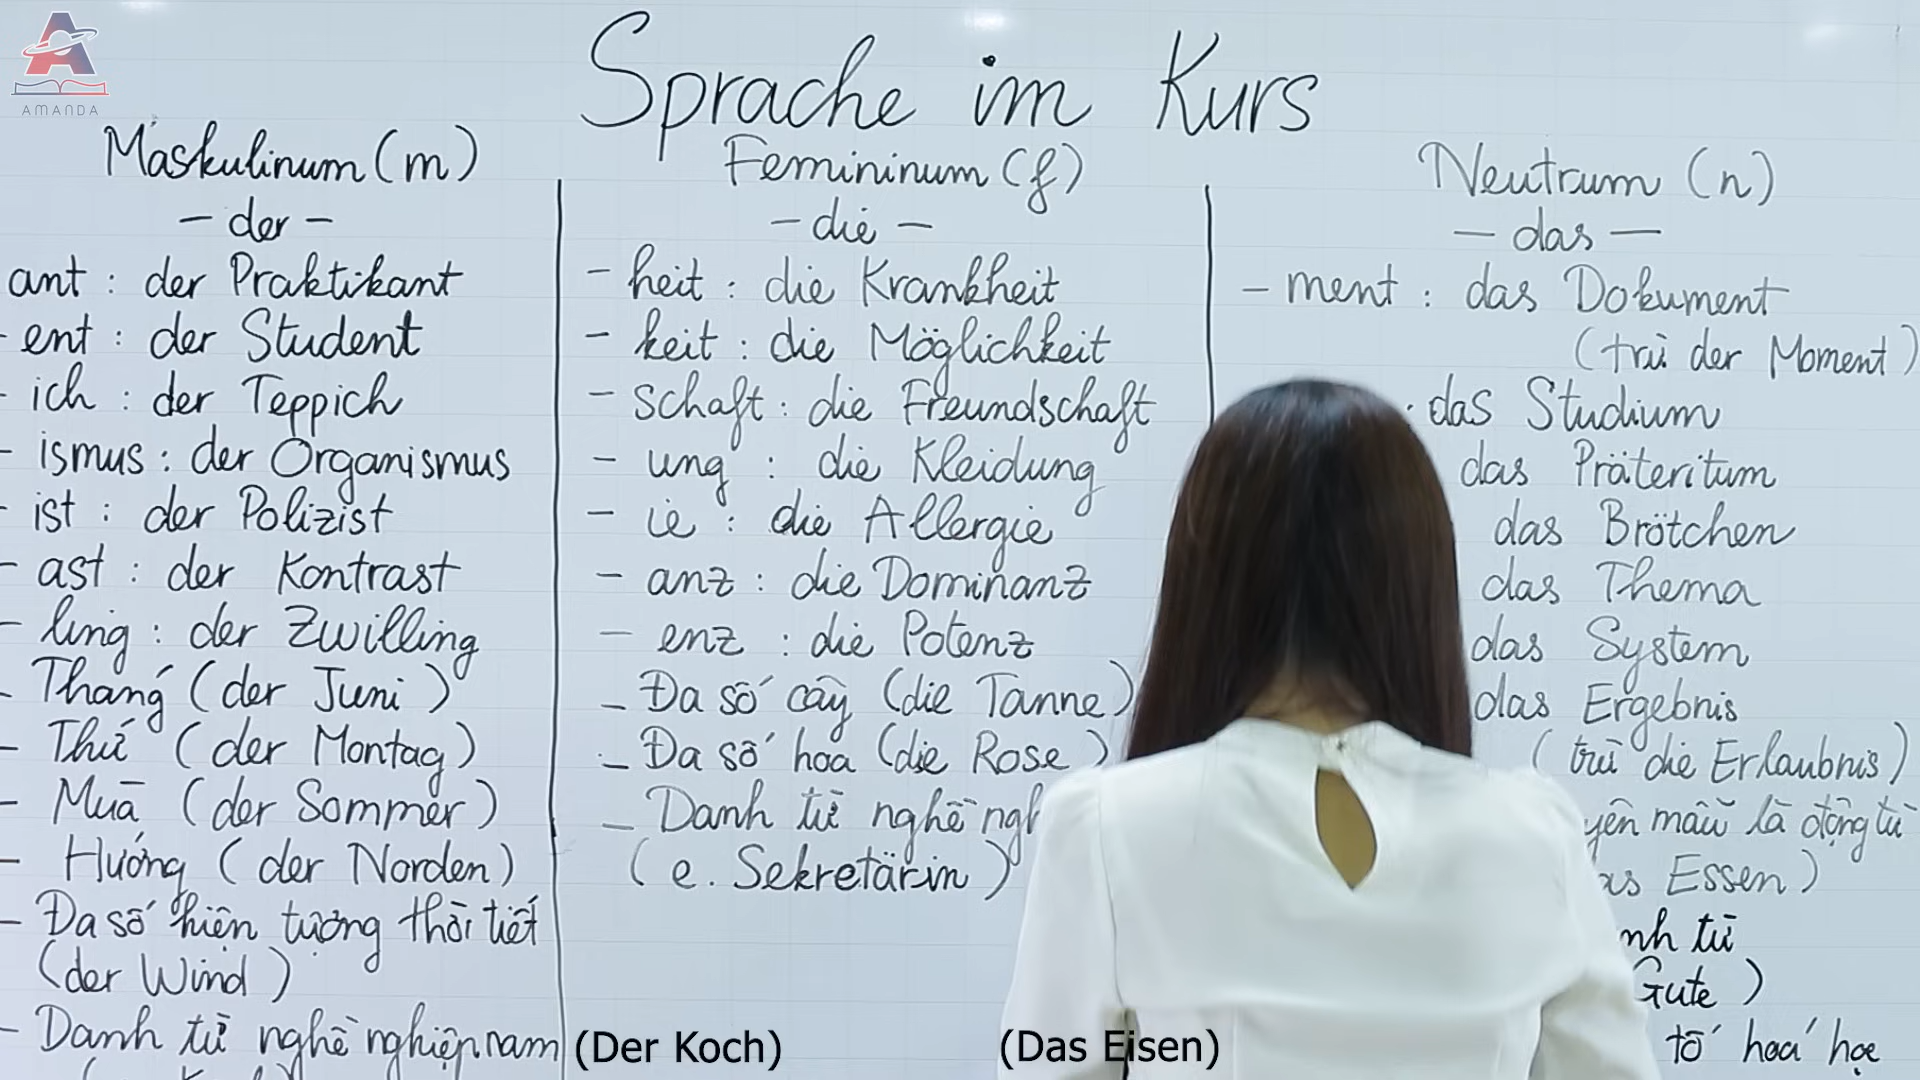 AMANDA
Sprache im Kurs
Maskulinum (m)
- der -
ant : der Praktikant
- ent : der Student
- ich : der Teppich
- ismus : der Organismus
- ist : der Polizist
- ast : der Kontrast
- ling : der Zwilling
- Tháng (der Juni)
- Thứ (der Montag)
- Mùa (der Sommer)
- Hướng (der Norden)
- Đa số hiện tượng thời tiết
(der Wind)
- Danh từ nghề nghiệp nam
(Der Koch)
Femininum (f)
- die -
- heit : die Krankheit
- keit : die Möglichkeit
- schaft : die Freundschaft
- ung : die Kleidung
- ie : die Allergie
- anz : die Dominanz
- enz : die Potenz
- Đa số cây (die Tanne)
- Đa số hoa (die Rose)
- Danh từ nghề
(e. Sekretärin)
Neutrum (n)
- das -
- ment : das Dokument
(trừ der Moment)
: das Studium
das Präteritum
das Brötchen
das Thema
das System
das Ergebnis
(trừ die Erlaubnis)
mẫu là động từ
Essen)
từ
Gute)
tố hoá học
(Das Eisen)